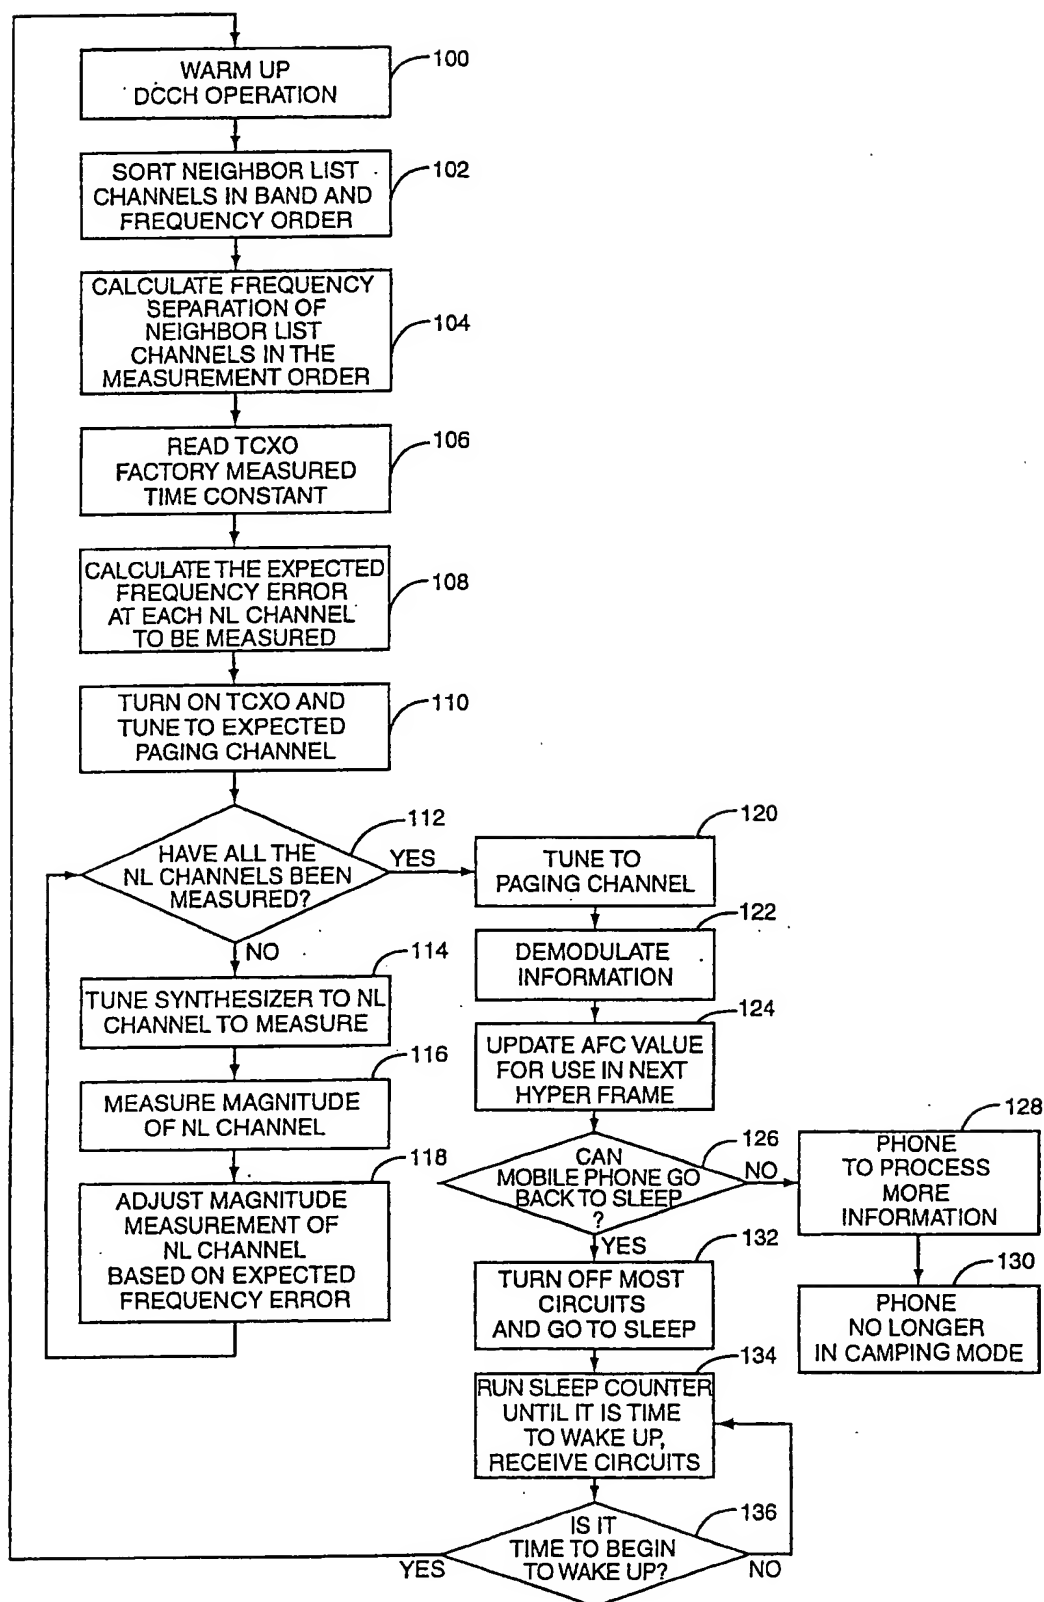 WARM UP
DCCH OPERATION
100
SORT NEIGHBOR LIST
CHANNELS IN BAND AND
FREQUENCY ORDER
102
CALCULATE FREQUENCY
SEPARATION OF
NEIGHBOR LIST
CHANNELS IN THE
MEASUREMENT ORDER
104
READ TCXO
FACTORY MEASURED
TIME CONSTANT
106
CALCULATE THE EXPECTED
FREQUENCY ERROR
AT EACH NL CHANNEL
TO BE MEASURED
108
TURN ON TCXO AND
TUNE TO EXPECTED
PAGING CHANNEL
110
HAVE ALL THE
NL CHANNELS BEEN
MEASURED?
112
YES
NO
TUNE SYNTHESIZER TO NL
CHANNEL TO MEASURE
114
MEASURE MAGNITUDE
OF NL CHANNEL
116
ADJUST MAGNITUDE
MEASUREMENT OF
NL CHANNEL
BASED ON EXPECTED
FREQUENCY ERROR
118
TUNE TO
PAGING CHANNEL
120
DEMODULATE
INFORMATION
122
UPDATE AFC VALUE
FOR USE IN NEXT
HYPER FRAME
124
CAN
MOBILE PHONE GO
BACK TO SLEEP
?
126
NO
YES
PHONE
TO PROCESS
MORE
INFORMATION
128
PHONE
NO LONGER
IN CAMPING MODE
130
TURN OFF MOST
CIRCUITS
AND GO TO SLEEP
132
RUN SLEEP COUNTER
UNTIL IT IS TIME
TO WAKE UP,
RECEIVE CIRCUITS
134
IS IT
TIME TO BEGIN
TO WAKE UP?
136
YES
NO